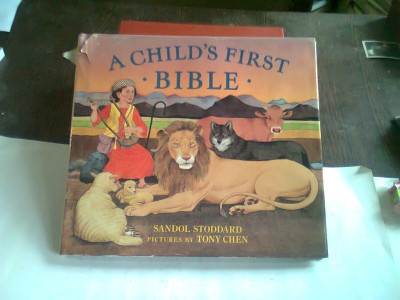 A CHILD'S FIRST
· BIBLE ·
SANDOL STODDARD
PICTURES BY TONY CHEN